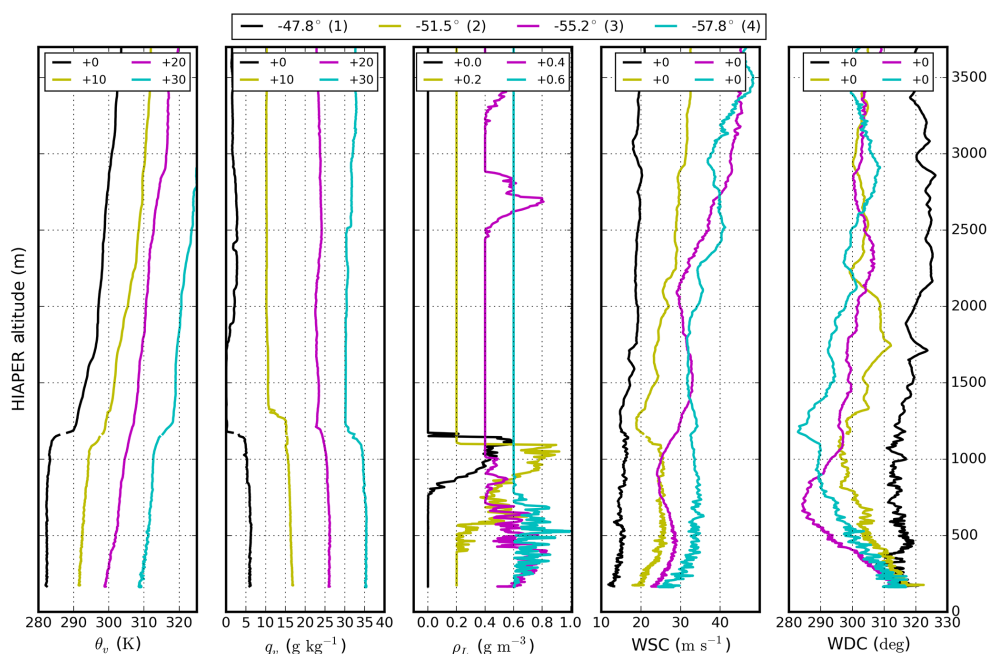 -47.8° (1) -51.5° (2) -55.2° (3) -57.8° (4)
+0 +20
+10 +30
+0 +20
+10 +30
+0.0 +0.4
+0.2 +0.6
+0 +0
+0 +0
+0 +0
+0 +0
3500
3000
2500
2000
1500
1000
500
0
HIAPER altitude (m)
280 290 300 310 320
0 5 10 15 20 25 30 35 40
0.0 0.2 0.4 0.6 0.8 1.0
10 20 30 40 50
280 290 300 310 320
θv (K)
qv (g kg⁻¹)
ρL (g m⁻³)
WSC (m s⁻¹)
WDC (deg)